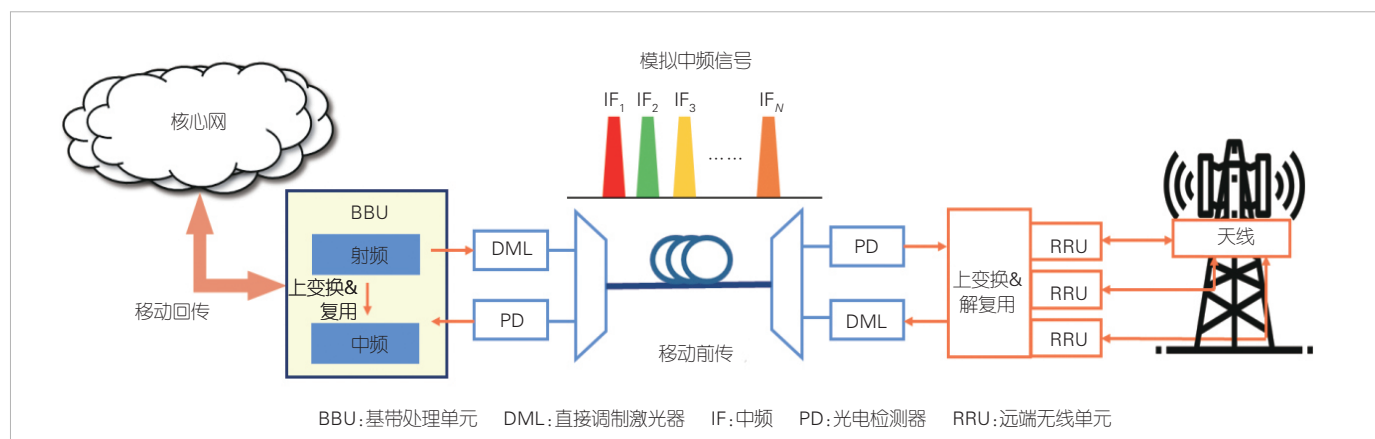 模拟中频信号
IF1 IF2 IF3 …… IFN
核心网
BBU
射频
上变换&
复用
中频
移动回传
DML
PD
移动前传
PD
DML
上变换&
解复用
RRU
RRU
RRU
天线
BBU:基带处理单元 DML:直接调制激光器 IF:中频 PD:光电检测器 RRU:远端无线单元